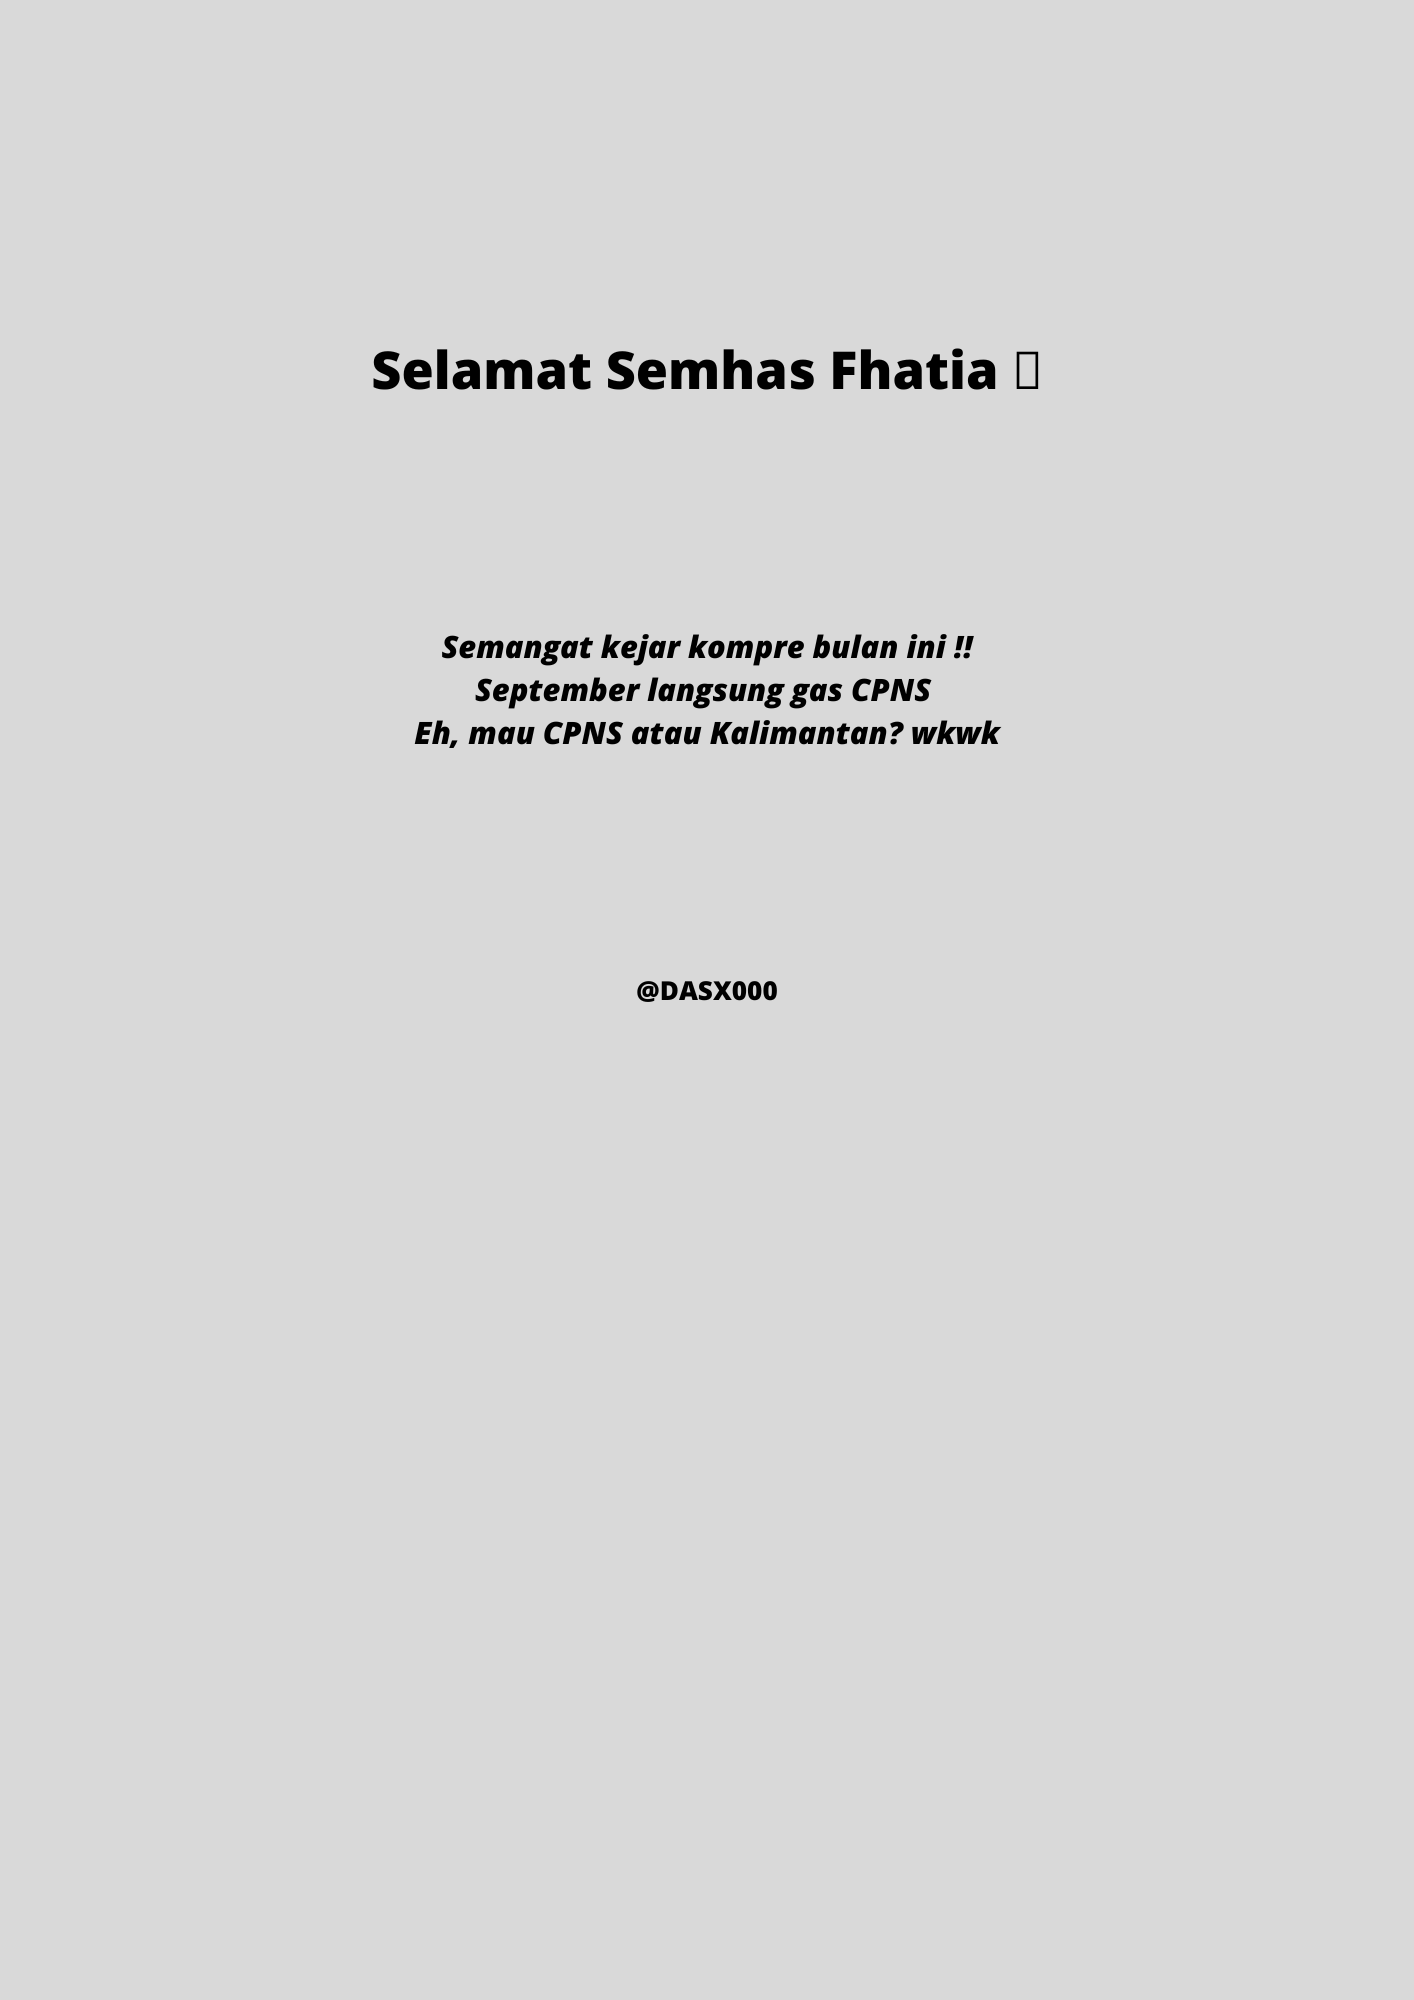 Selamat Semhas Fhatia
Semangat kejar kompre bulan ini !!
September langsung gas CPNS
Eh, mau CPNS atau Kalimantan? wkwk
@DASX000